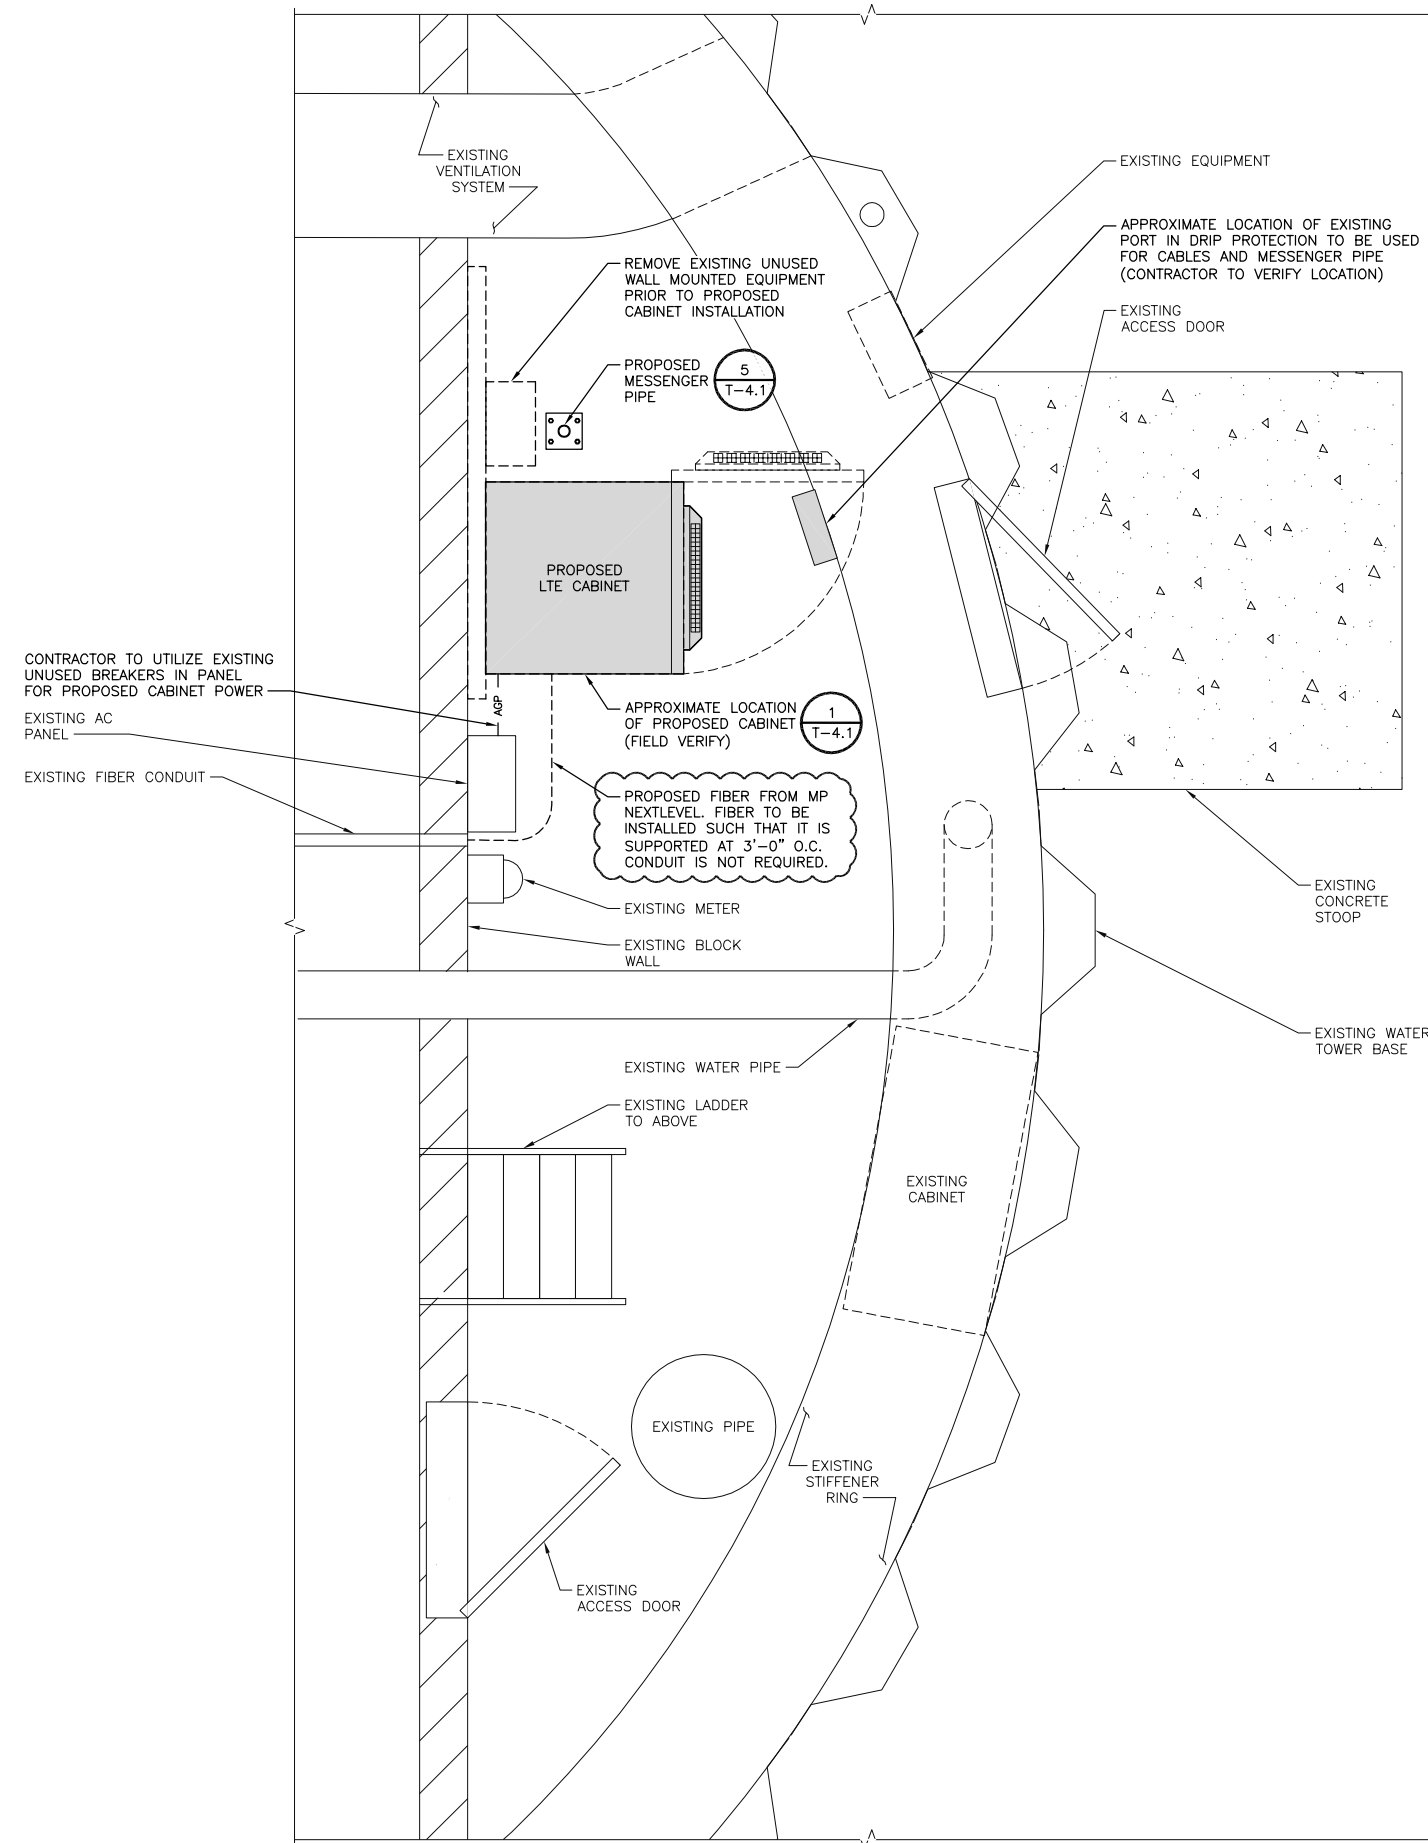 EXISTING
VENTILATION
SYSTEM
EXISTING EQUIPMENT
APPROXIMATE LOCATION OF EXISTING
PORT IN DRIP PROTECTION TO BE USED
FOR CABLES AND MESSENGER PIPE
(CONTRACTOR TO VERIFY LOCATION)
REMOVE EXISTING UNUSED
WALL MOUNTED EQUIPMENT
PRIOR TO PROPOSED
CABINET INSTALLATION
EXISTING
ACCESS DOOR
PROPOSED
MESSENGER
PIPE
5
T-4.1
PROPOSED
LTE CABINET
CONTRACTOR TO UTILIZE EXISTING
UNUSED BREAKERS IN PANEL
FOR PROPOSED CABINET POWER
AGP
EXISTING AC
PANEL
EXISTING FIBER CONDUIT
APPROXIMATE LOCATION
OF PROPOSED CABINET
(FIELD VERIFY)
1
T-4.1
PROPOSED FIBER FROM MP
NEXTLEVEL. FIBER TO BE
INSTALLED SUCH THAT IT IS
SUPPORTED AT 3'-0" O.C.
CONDUIT IS NOT REQUIRED.
EXISTING METER
EXISTING BLOCK
WALL
EXISTING
CONCRETE
STOOP
EXISTING WATER
TOWER BASE
EXISTING WATER PIPE
EXISTING LADDER
TO ABOVE
EXISTING
CABINET
EXISTING PIPE
EXISTING
STIFFENER
RING
EXISTING
ACCESS DOOR